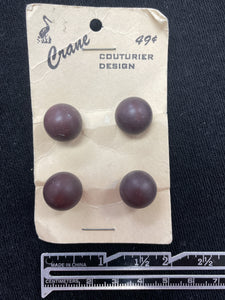 Crane
49¢
COUTURIER
DESIGN
MADE IN CHINA
1
1½
2
2½